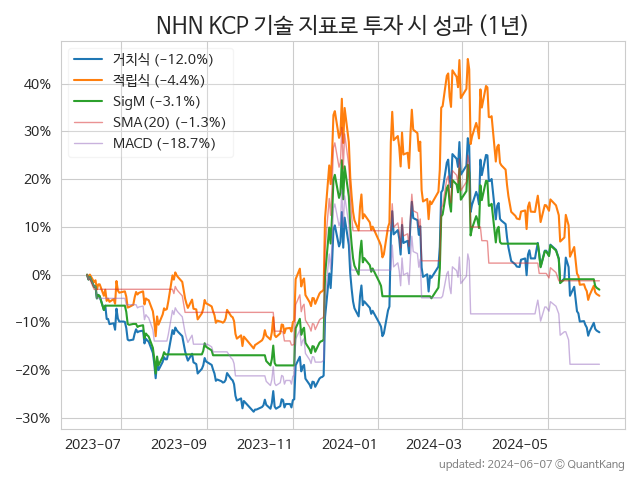 NHN KCP 기술 지표로 투자 시 성과 (1년)
거치식 (−12.0%)
적립식 (−4.4%)
SigM (−3.1%)
SMA(20) (−1.3%)
MACD (−18.7%)
40%
30%
20%
10%
0%
−10%
−20%
−30%
2023-07 2023-09 2023-11 2024-01 2024-03 2024-05
updated: 2024-06-07 © QuantKang